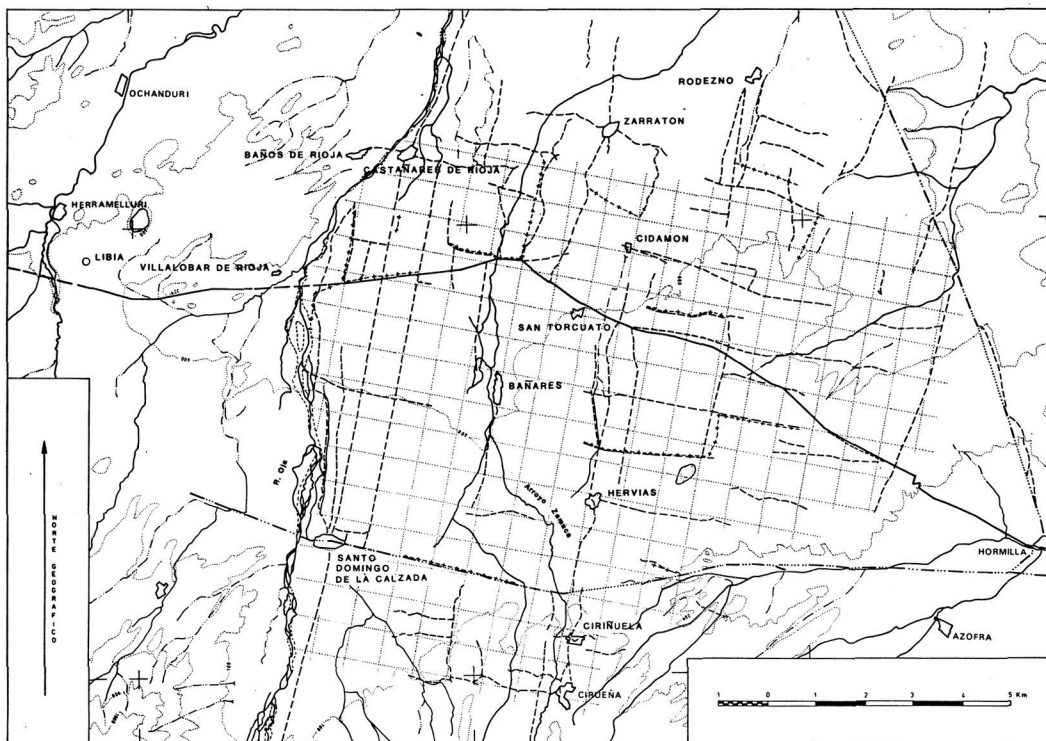 OCHANDURI
RODEZNO
ZARRATON
BAÑOS DE RIOJA
CASTAÑARES DE RIOJA
HERRAMELLURI
CIDAMON
LIBIA
VILLALOBAR DE RIOJA
SAN TORCUATO
BAÑARES
R. Oja
Arroyo Zamaca
HERVIAS
NORTE GEOGRAFICO
SANTO
DOMINGO
DE LA CALZADA
HORMILLA
CIRIÑUELA
AZOFRA
CIRUEÑA
1 0 1 2 3 4 5 Km